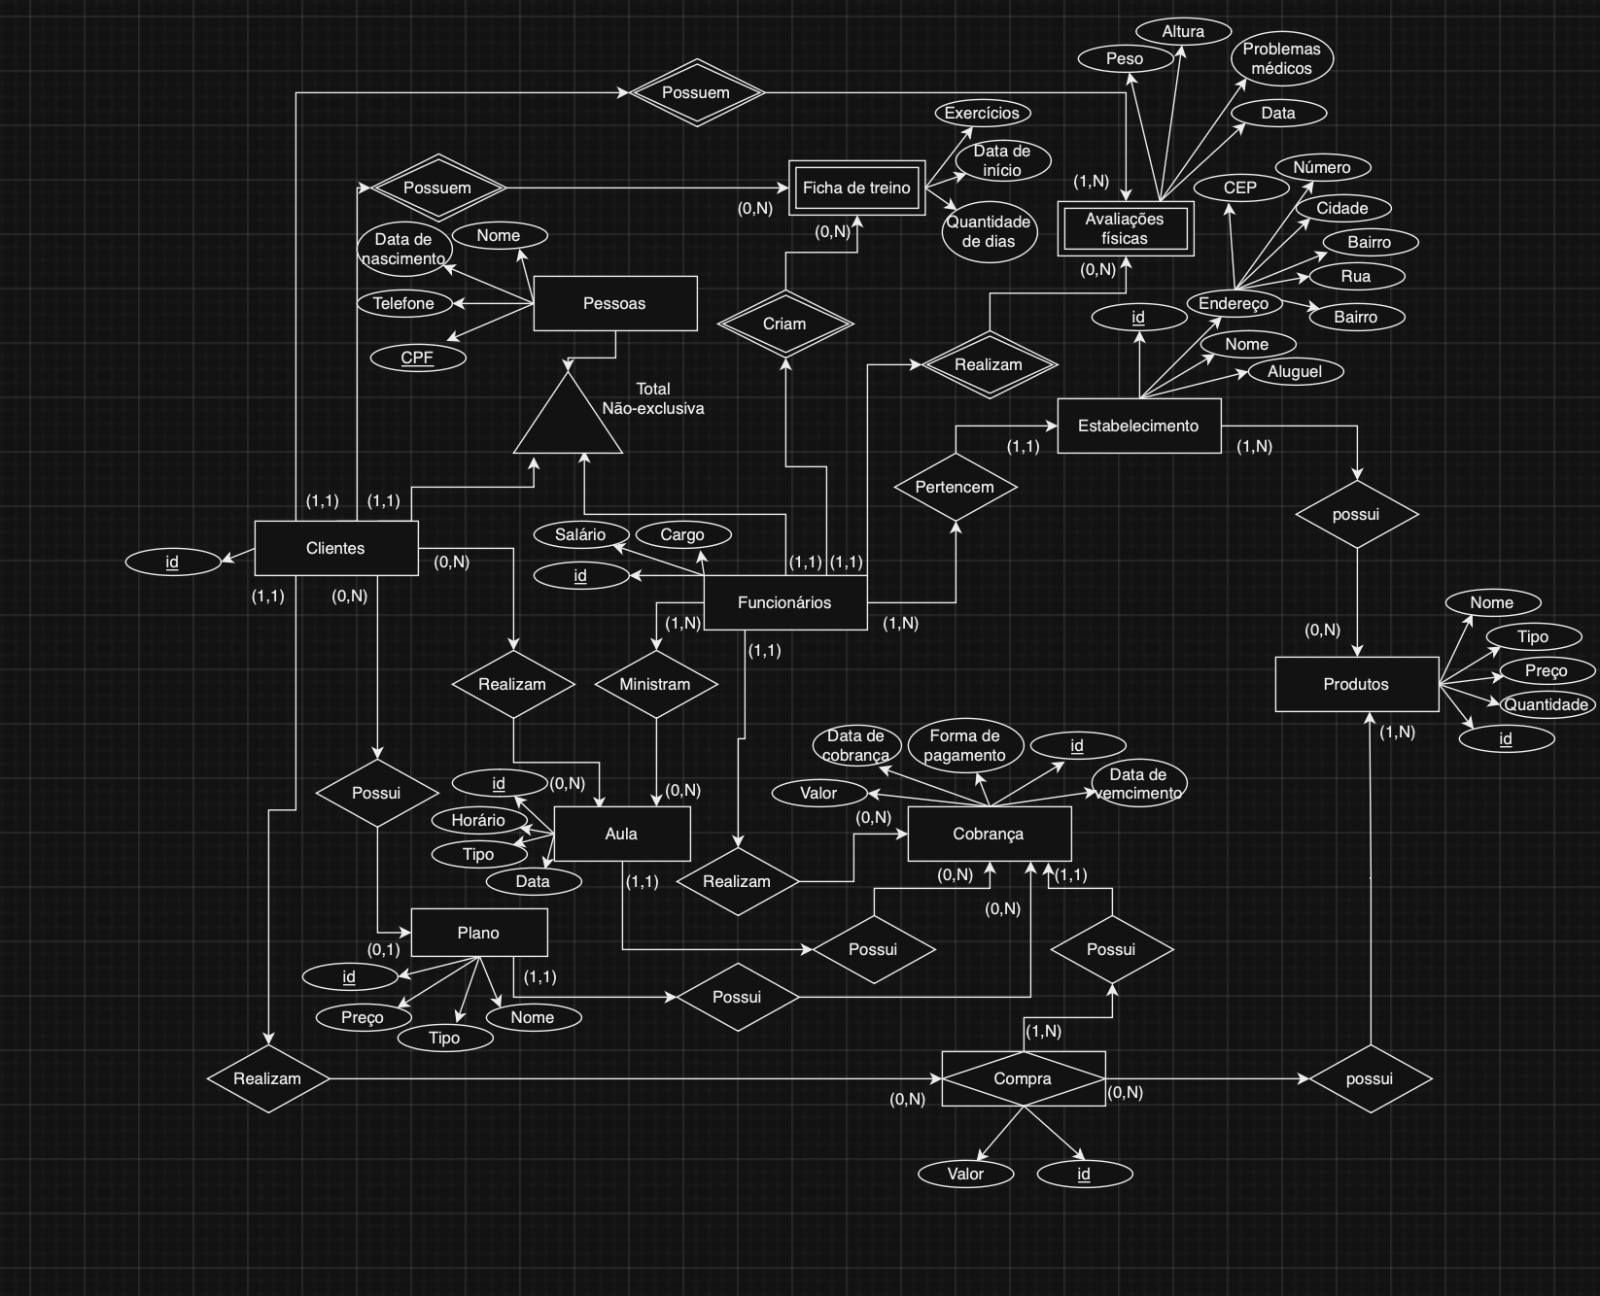 Altura
Peso
Problemas
médicos
Possuem
Exercícios
Data
Data de
início
Número
(1,N)
CEP
Possuem
Ficha de treino
(0,N)
Cidade
Quantidade
de dias
Avaliações
físicas
(0,N)
Data de
nascimento
Nome
Bairro
(0,N)
Rua
Telefone
Pessoas
Endereço
Bairro
id
Criam
Nome
CPF
Realizam
Aluguel
Total
Não-exclusiva
Estabelecimento
(1,1)
(1,N)
Pertencem
(1,1)
(1,1)
possui
Salário
Cargo
Clientes
id
(0,N)
(1,1)
(1,1)
id
(1,1)
(0,N)
Funcionários
(1,N)
(1,N)
Nome
(0,N)
Tipo
(1,1)
Preço
Realizam
Ministram
Produtos
Quantidade
(1,N)
id
Data de
cobrança
Forma de
pagamento
id
id
(0,N)
(0,N)
Valor
Data de
vemcimento
Possui
Horário
(0,N)
Aula
Cobrança
Tipo
Data
(1,1)
Realizam
(0,N)
(1,1)
(0,N)
Plano
(0,1)
Possui
Possui
id
(1,1)
Possui
Preço
Nome
Tipo
(1,N)
Realizam
Compra
possui
(0,N)
(0,N)
Valor
id